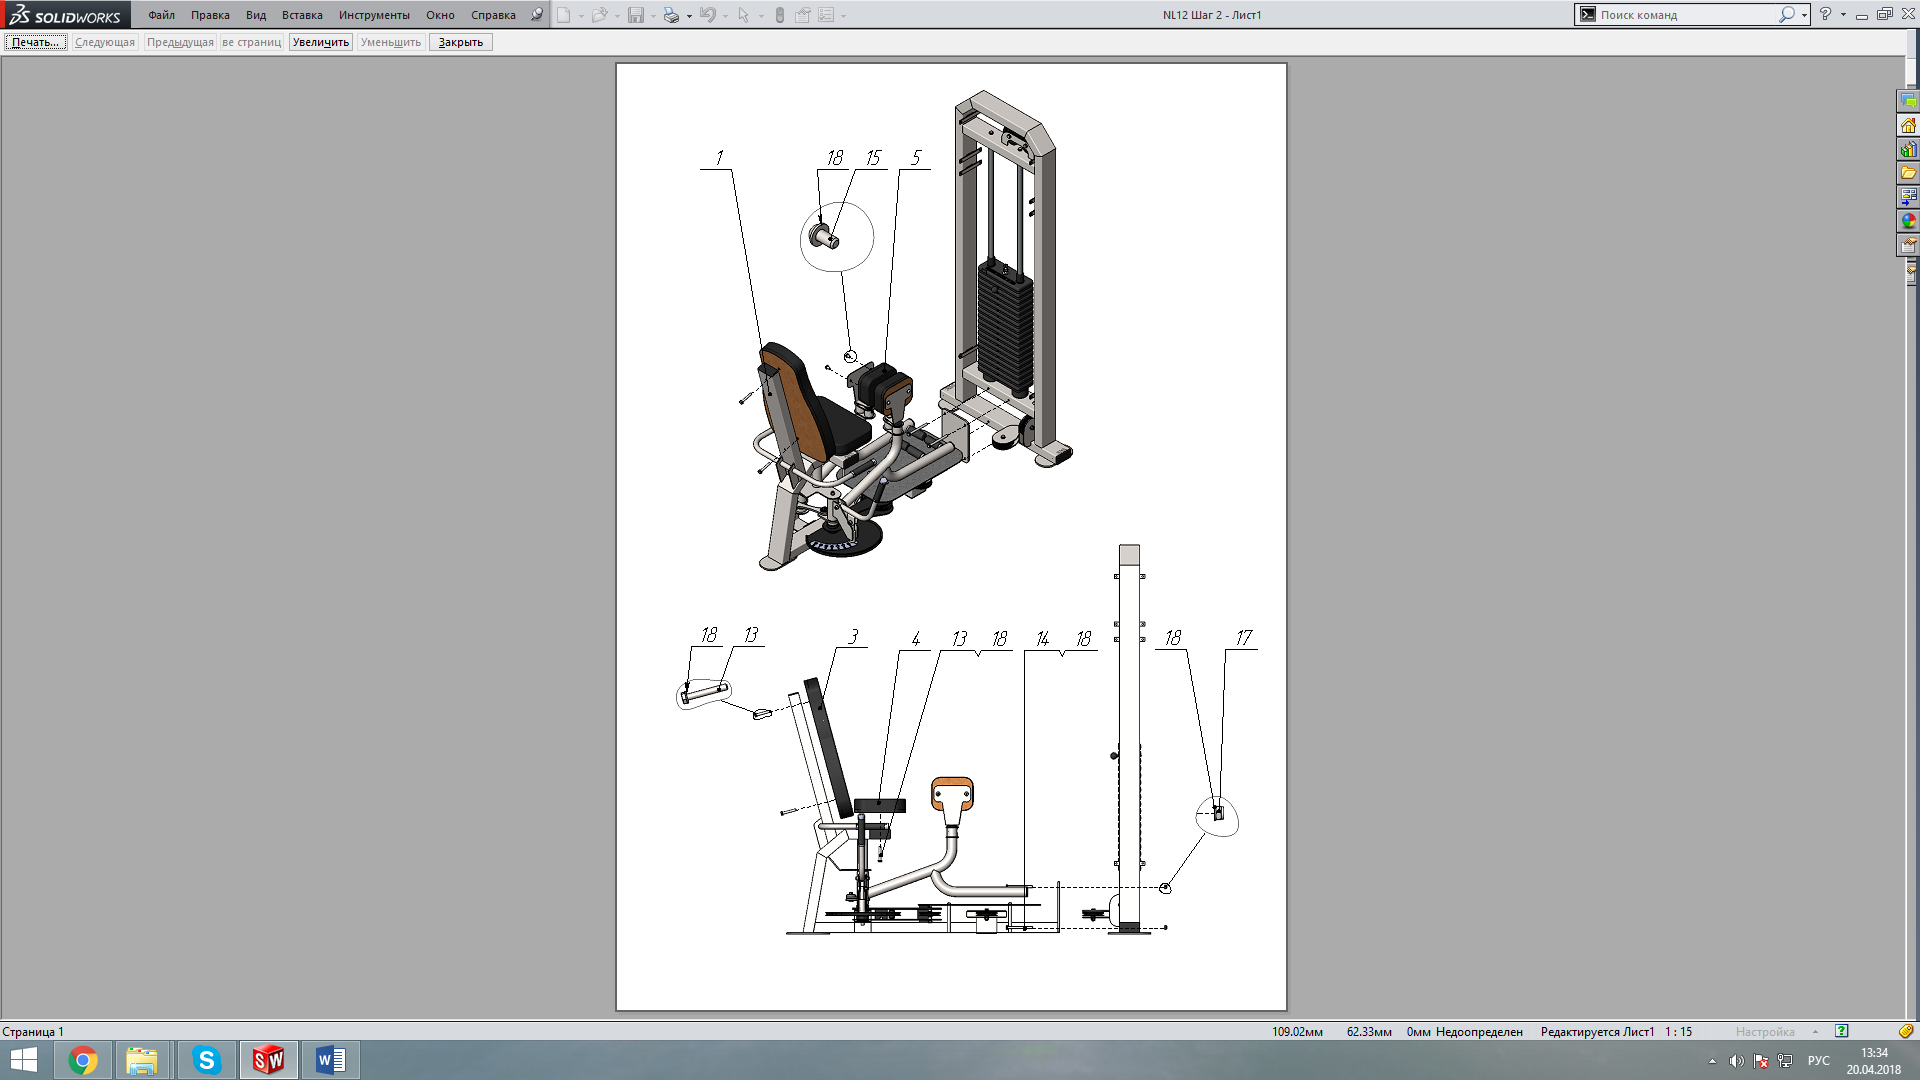 SOLIDWORKS Файл Правка Вид Вставка Инструменты Окно Справка NL12 Шаг 2 - Лист1 Поиск команд ?
Печать... Следующая Предыдущая ве страниц Увеличить Уменьшить Закрыть
1 18 15 5
18 13 3 4 13 18 14 18 18 17
Страница 1 109.02мм 62.33мм 0мм Недоопределен Редактируется Лист1 1 : 15 Настройка ?
РУС 13:34
20.04.2018